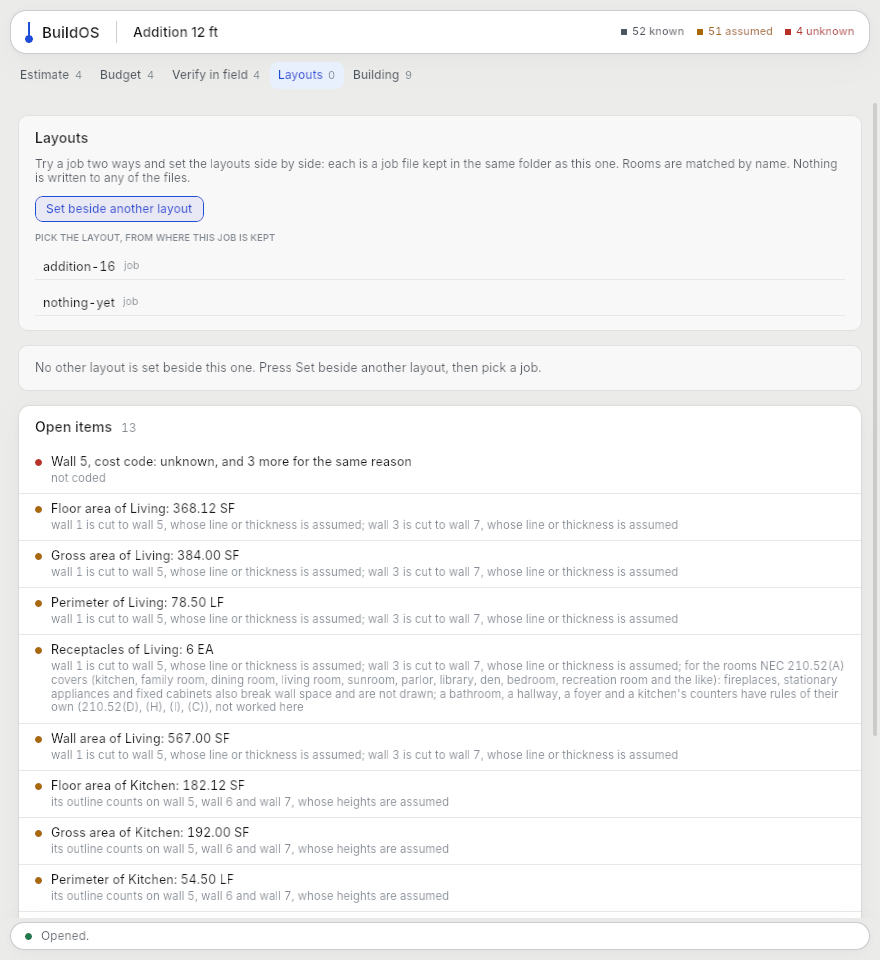 BuildOS
Addition 12 ft
52 known
51 assumed
4 unknown
Estimate 4
Budget 4
Verify in field 4
Layouts 0
Building 9
Layouts
Try a job two ways and set the layouts side by side: each is a job file kept in the same folder as this one. Rooms are matched by name. Nothing
is written to any of the files.
Set beside another layout
PICK THE LAYOUT, FROM WHERE THIS JOB IS KEPT
addition-16 job
nothing-yet job
No other layout is set beside this one. Press Set beside another layout, then pick a job.
Open items 13
Wall 5, cost code: unknown, and 3 more for the same reason
not coded
Floor area of Living: 368.12 SF
wall 1 is cut to wall 5, whose line or thickness is assumed; wall 3 is cut to wall 7, whose line or thickness is assumed
Gross area of Living: 384.00 SF
wall 1 is cut to wall 5, whose line or thickness is assumed; wall 3 is cut to wall 7, whose line or thickness is assumed
Perimeter of Living: 78.50 LF
wall 1 is cut to wall 5, whose line or thickness is assumed; wall 3 is cut to wall 7, whose line or thickness is assumed
Receptacles of Living: 6 EA
wall 1 is cut to wall 5, whose line or thickness is assumed; wall 3 is cut to wall 7, whose line or thickness is assumed; for the rooms NEC 210.52(A)
covers (kitchen, family room, dining room, living room, sunroom, parlor, library, den, bedroom, recreation room and the like): fireplaces, stationary
appliances and fixed cabinets also break wall space and are not drawn; a bathroom, a hallway, a foyer and a kitchen's counters have rules of their
own (210.52(D), (H), (I), (C)), not worked here
Wall area of Living: 567.00 SF
wall 1 is cut to wall 5, whose line or thickness is assumed; wall 3 is cut to wall 7, whose line or thickness is assumed
Floor area of Kitchen: 182.12 SF
its outline counts on wall 5, wall 6 and wall 7, whose heights are assumed
Gross area of Kitchen: 192.00 SF
its outline counts on wall 5, wall 6 and wall 7, whose heights are assumed
Perimeter of Kitchen: 54.50 LF
its outline counts on wall 5, wall 6 and wall 7, whose heights are assumed
Opened.